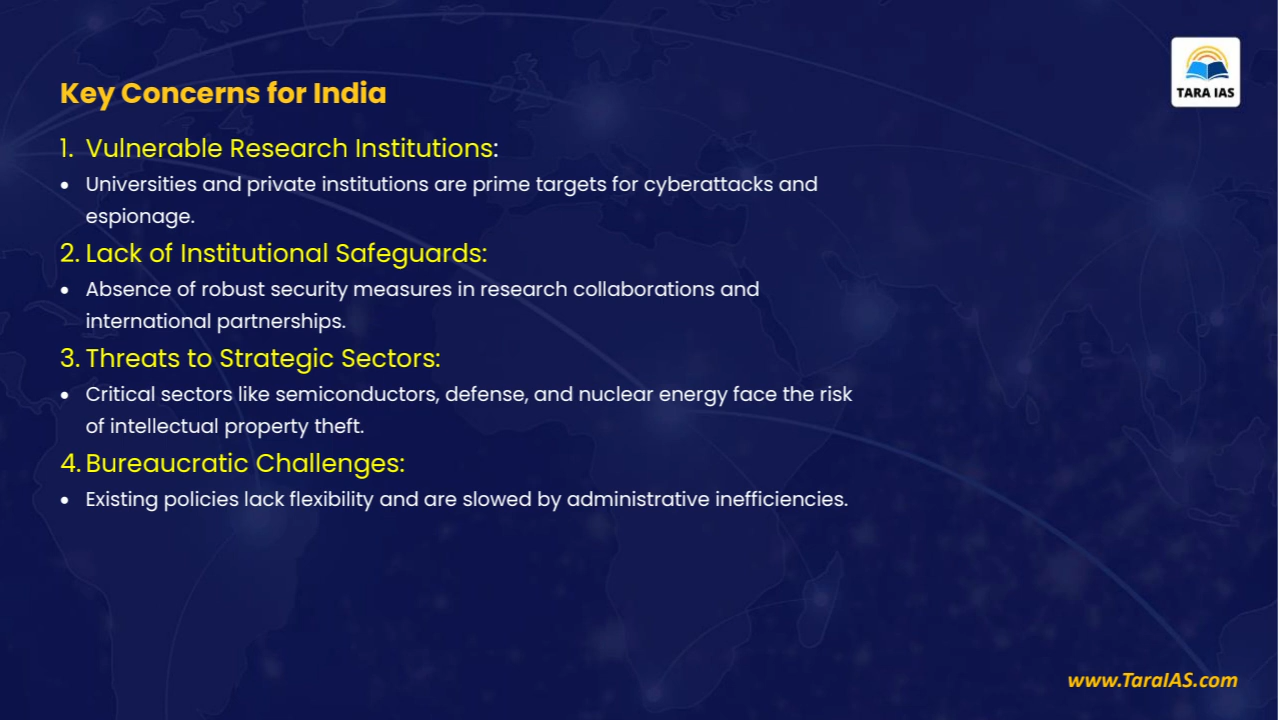 TARA IAS
Key Concerns for India
1. Vulnerable Research Institutions:
• Universities and private institutions are prime targets for cyberattacks and
espionage.
2. Lack of Institutional Safeguards:
• Absence of robust security measures in research collaborations and
international partnerships.
3. Threats to Strategic Sectors:
• Critical sectors like semiconductors, defense, and nuclear energy face the risk
of intellectual property theft.
4. Bureaucratic Challenges:
• Existing policies lack flexibility and are slowed by administrative inefficiencies.
www.TaraIAS.com